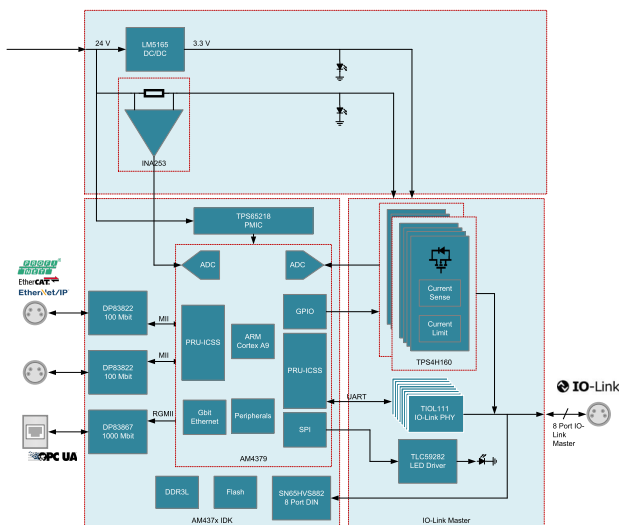 24 V
LM5165
DC/DC
3.3 V
INA253
TPS65218
PMIC
ADC
ADC
PROFI
NET
EtherCAT
EtherNet/IP
DP83822
100 Mbit
MII
PRU-ICSS
ARM
Cortex A9
GPIO
PRU-ICSS
Current
Sense
Current
Limit
TPS4H160
DP83822
100 Mbit
MII
UART
TIOL111
IO-Link PHY
IO-Link
8 Port IO-
Link
Master
DP83867
1000 Mbit
RGMII
Gbit
Ethernet
Peripherals
SPI
OPC UA
AM4379
TLC59282
LED Driver
DDR3L
Flash
SN65HVS882
8 Port DIN
AM437x IDK
IO-Link Master